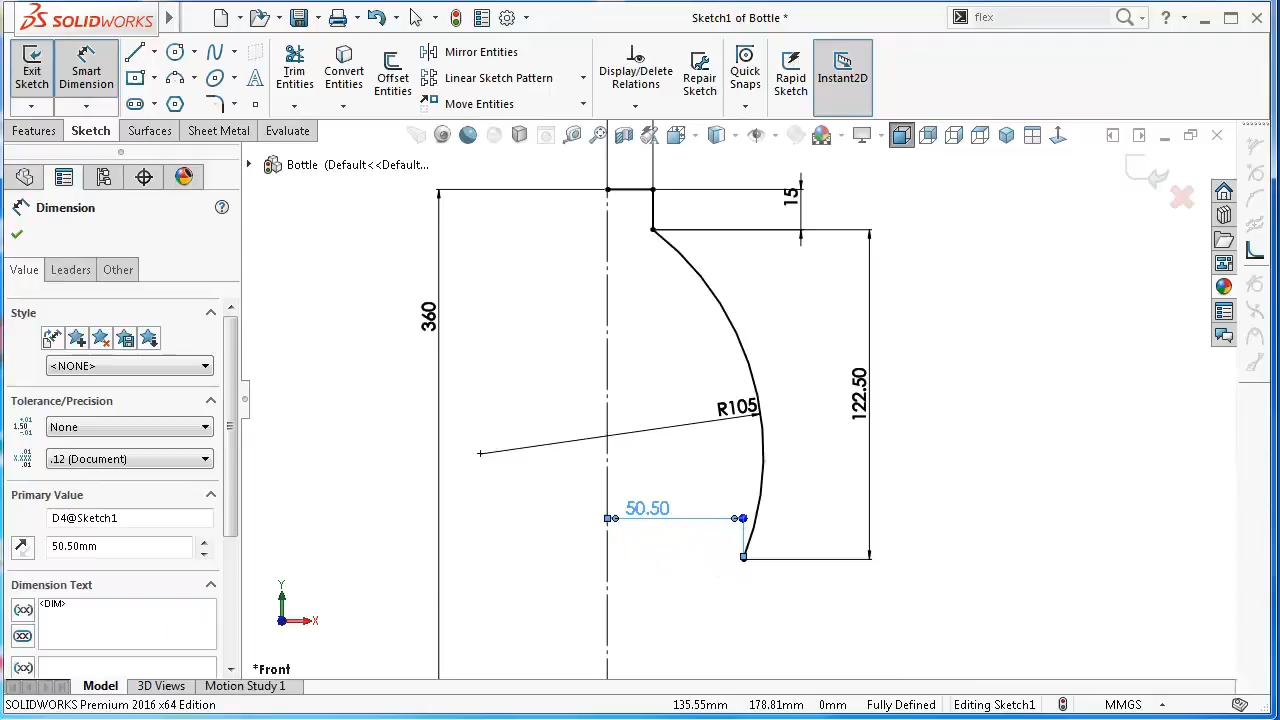 SOLIDWORKS
Sketch1 of Bottle *
flex
?
Exit Sketch
Smart Dimension
Trim Entities
Convert Entities
Offset Entities
Mirror Entities
Linear Sketch Pattern
Move Entities
Display/Delete Relations
Repair Sketch
Quick Snaps
Rapid Sketch
Instant2D
Features
Sketch
Surfaces
Sheet Metal
Evaluate
Bottle (Default<<Default...
Dimension
Value
Leaders
Other
Style
<NONE>
Tolerance/Precision
None
.12 (Document)
Primary Value
D4@Sketch1
50.50mm
Dimension Text
<DIM>
15
360
R105
122.50
50.50
Y
X
*Front
Model
3D Views
Motion Study 1
SOLIDWORKS Premium 2016 x64 Edition
135.55mm
178.81mm
0mm
Fully Defined
Editing Sketch1
MMGS